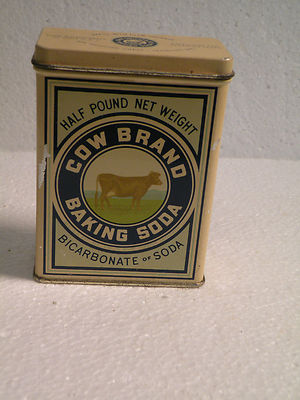 HALF POUND NET WEIGHT
COW BRAND
BAKING SODA
BICARBONATE OF SODA